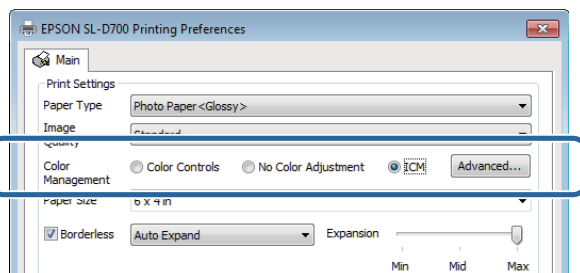 EPSON SL-D700 Printing Preferences
Main
Print Settings
Paper Type Photo Paper<Glossy>
Image
Quality Standard
Color
Management Color Controls No Color Adjustment ICM Advanced...
Paper Size 6 x 4 in
Borderless Auto Expand Expansion
Min Mid Max